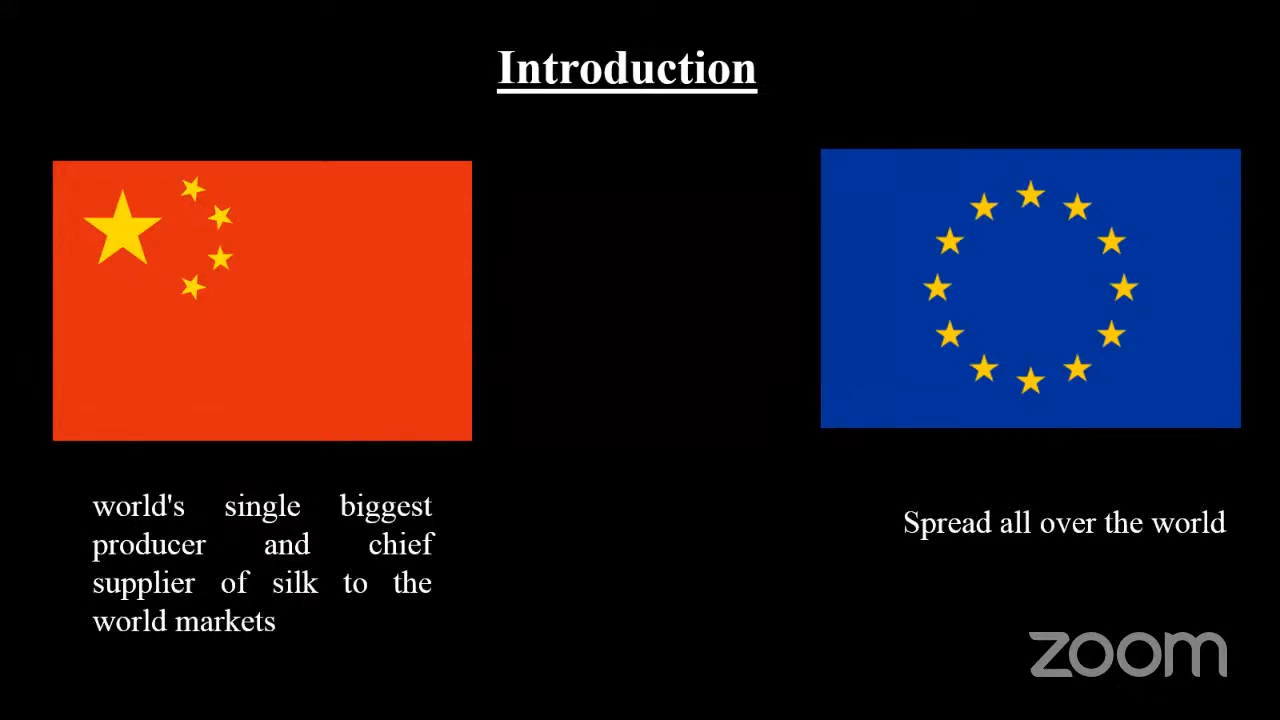 Introduction
world's single biggest
producer and chief
supplier of silk to the
world markets
Spread all over the world
zoom